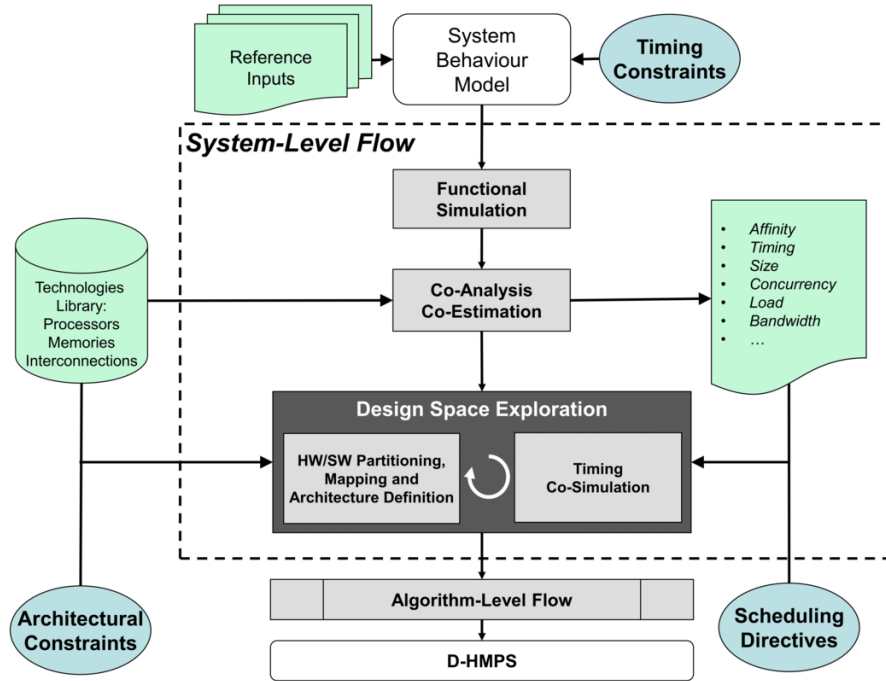 Reference
Inputs
System
Behaviour
Model
Timing
Constraints
System-Level Flow
Functional
Simulation
Technologies
Library:
Processors
Memories
Interconnections
Co-Analysis
Co-Estimation
• Affinity
• Timing
• Size
• Concurrency
• Load
• Bandwidth
• …
Design Space Exploration
HW/SW Partitioning,
Mapping and
Architecture Definition
Timing
Co-Simulation
Architectural
Constraints
Algorithm-Level Flow
Scheduling
Directives
D-HMPS